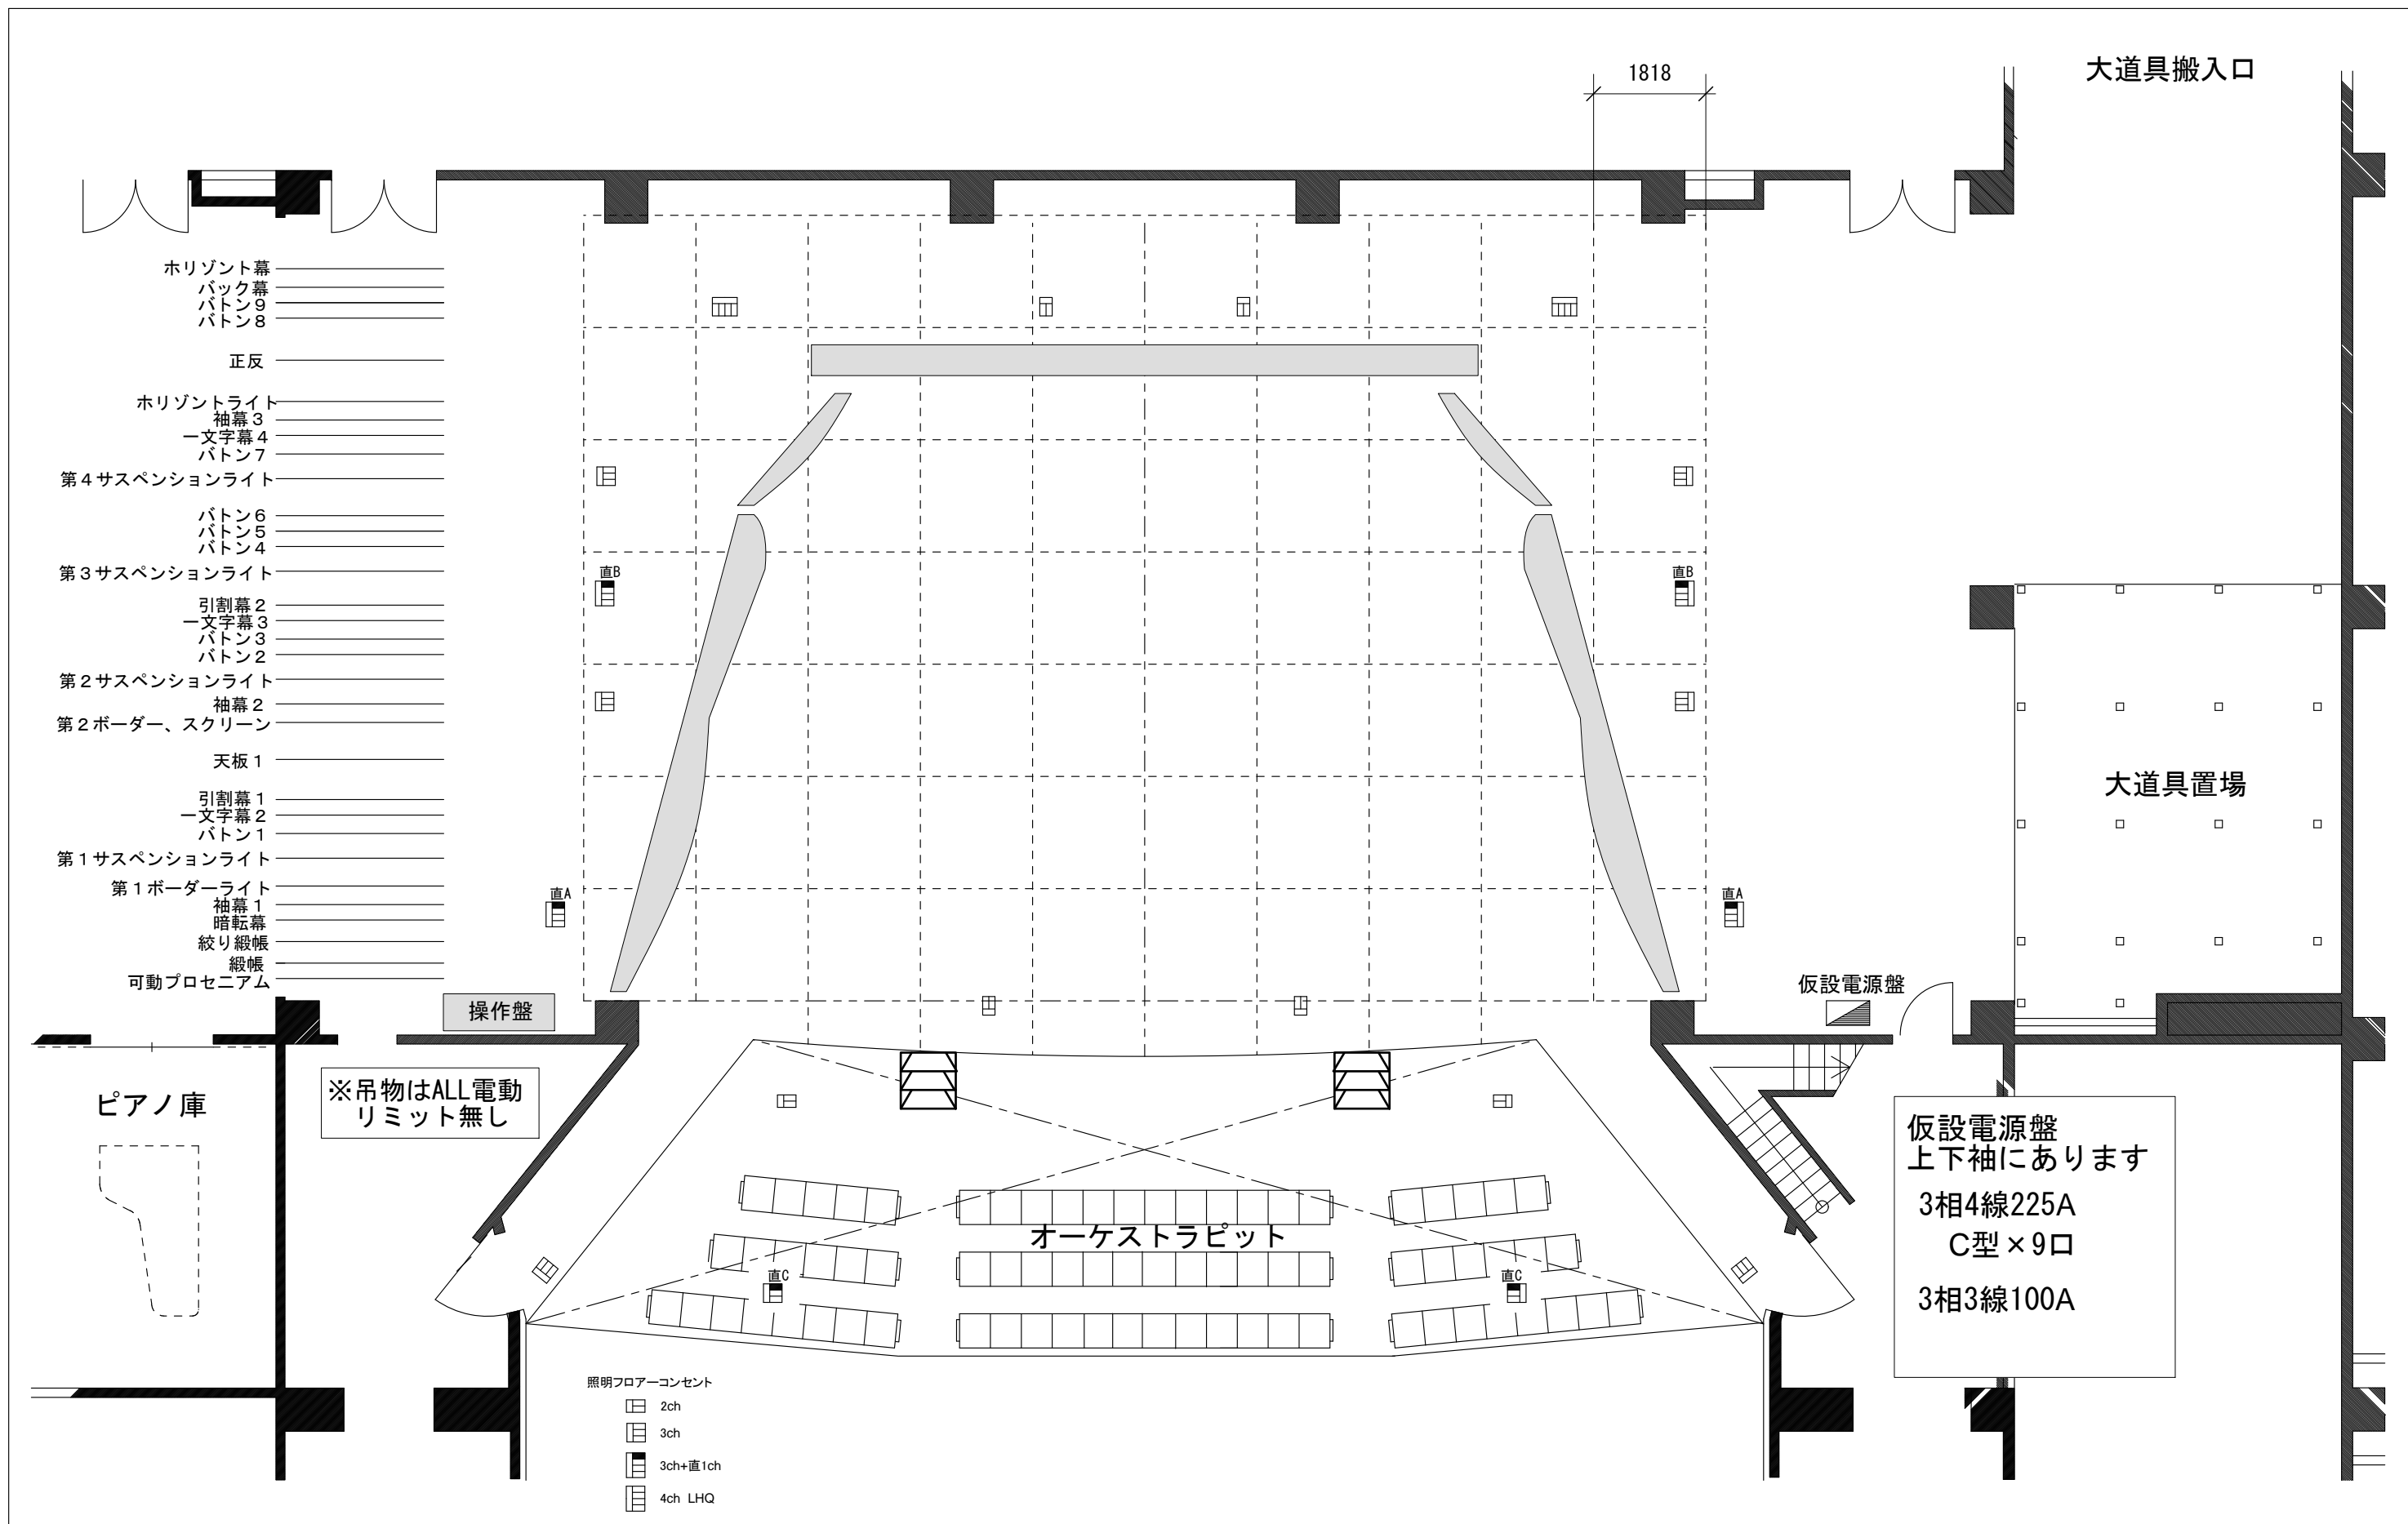 大道具搬入口
1818
ホリゾント幕
バック幕
バトン９
バトン８
正反
ホリゾントライト
袖幕３
一文字幕４
バトン７
第４サスペンションライト
バトン６
バトン５
バトン４
第３サスペンションライト
引割幕２
一文字幕３
バトン３
バトン２
第２サスペンションライト
袖幕２
第２ボーダー、スクリーン
天板１
引割幕１
一文字幕２
バトン１
第１サスペンションライト
第１ボーダーライト
袖幕１
暗転幕
絞り緞帳
緞帳
可動プロセニアム
直B
直B
直A
直A
大道具置場
操作盤
仮設電源盤
ピアノ庫
※吊物はALL電動
リミット無し
オーケストラピット
直C
直C
仮設電源盤
上下袖にあります
3相4線225A
C型×9口
3相3線100A
照明フロアーコンセント
2ch
3ch
3ch+直1ch
4ch LHQ